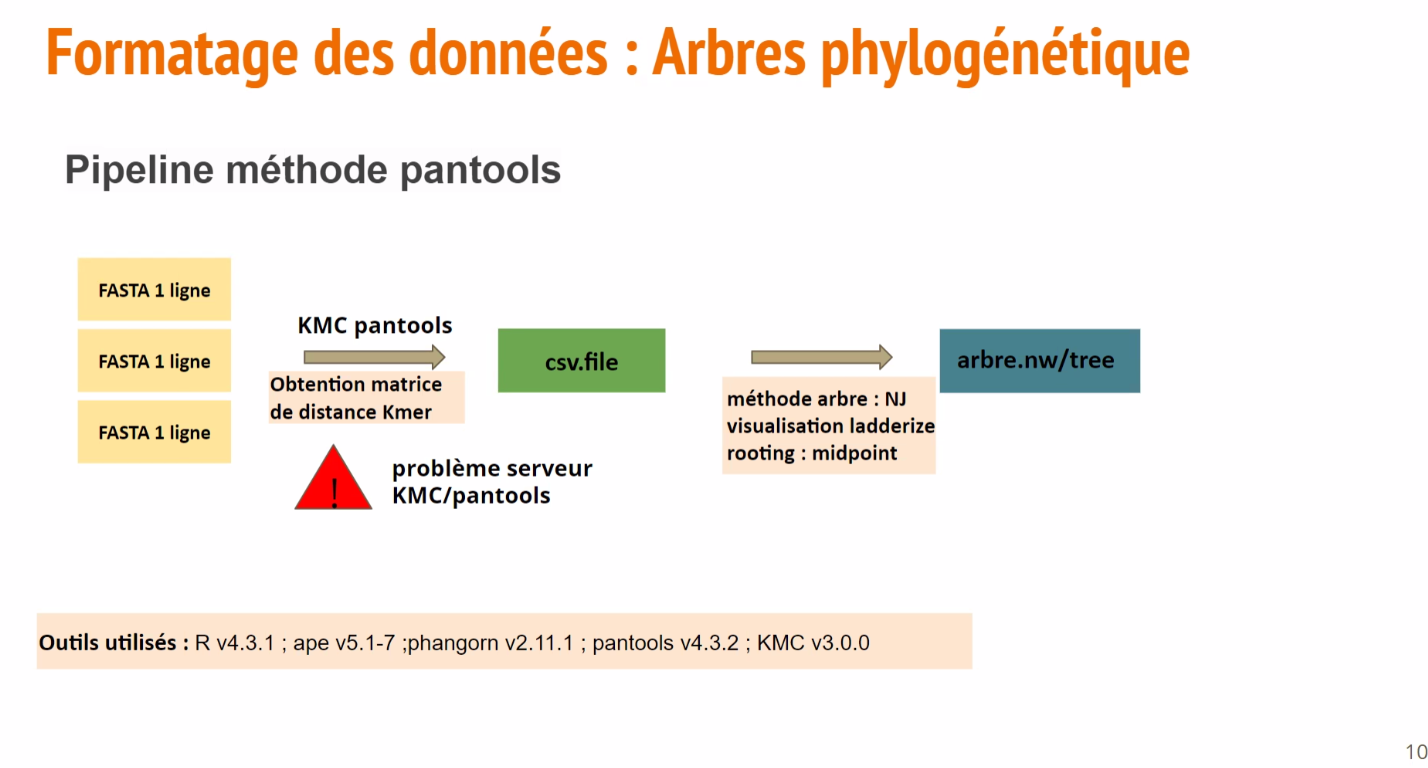 Formatage des données : Arbres phylogénétique
Pipeline méthode pantools
FASTA 1 ligne
FASTA 1 ligne
FASTA 1 ligne
KMC pantools
Obtention matrice
de distance Kmer
!
problème serveur
KMC/pantools
csv.file
méthode arbre : NJ
visualisation ladderize
rooting : midpoint
arbre.nw/tree
Outils utilisés : R v4.3.1 ; ape v5.1-7 ;phangorn v2.11.1 ; pantools v4.3.2 ; KMC v3.0.0
10